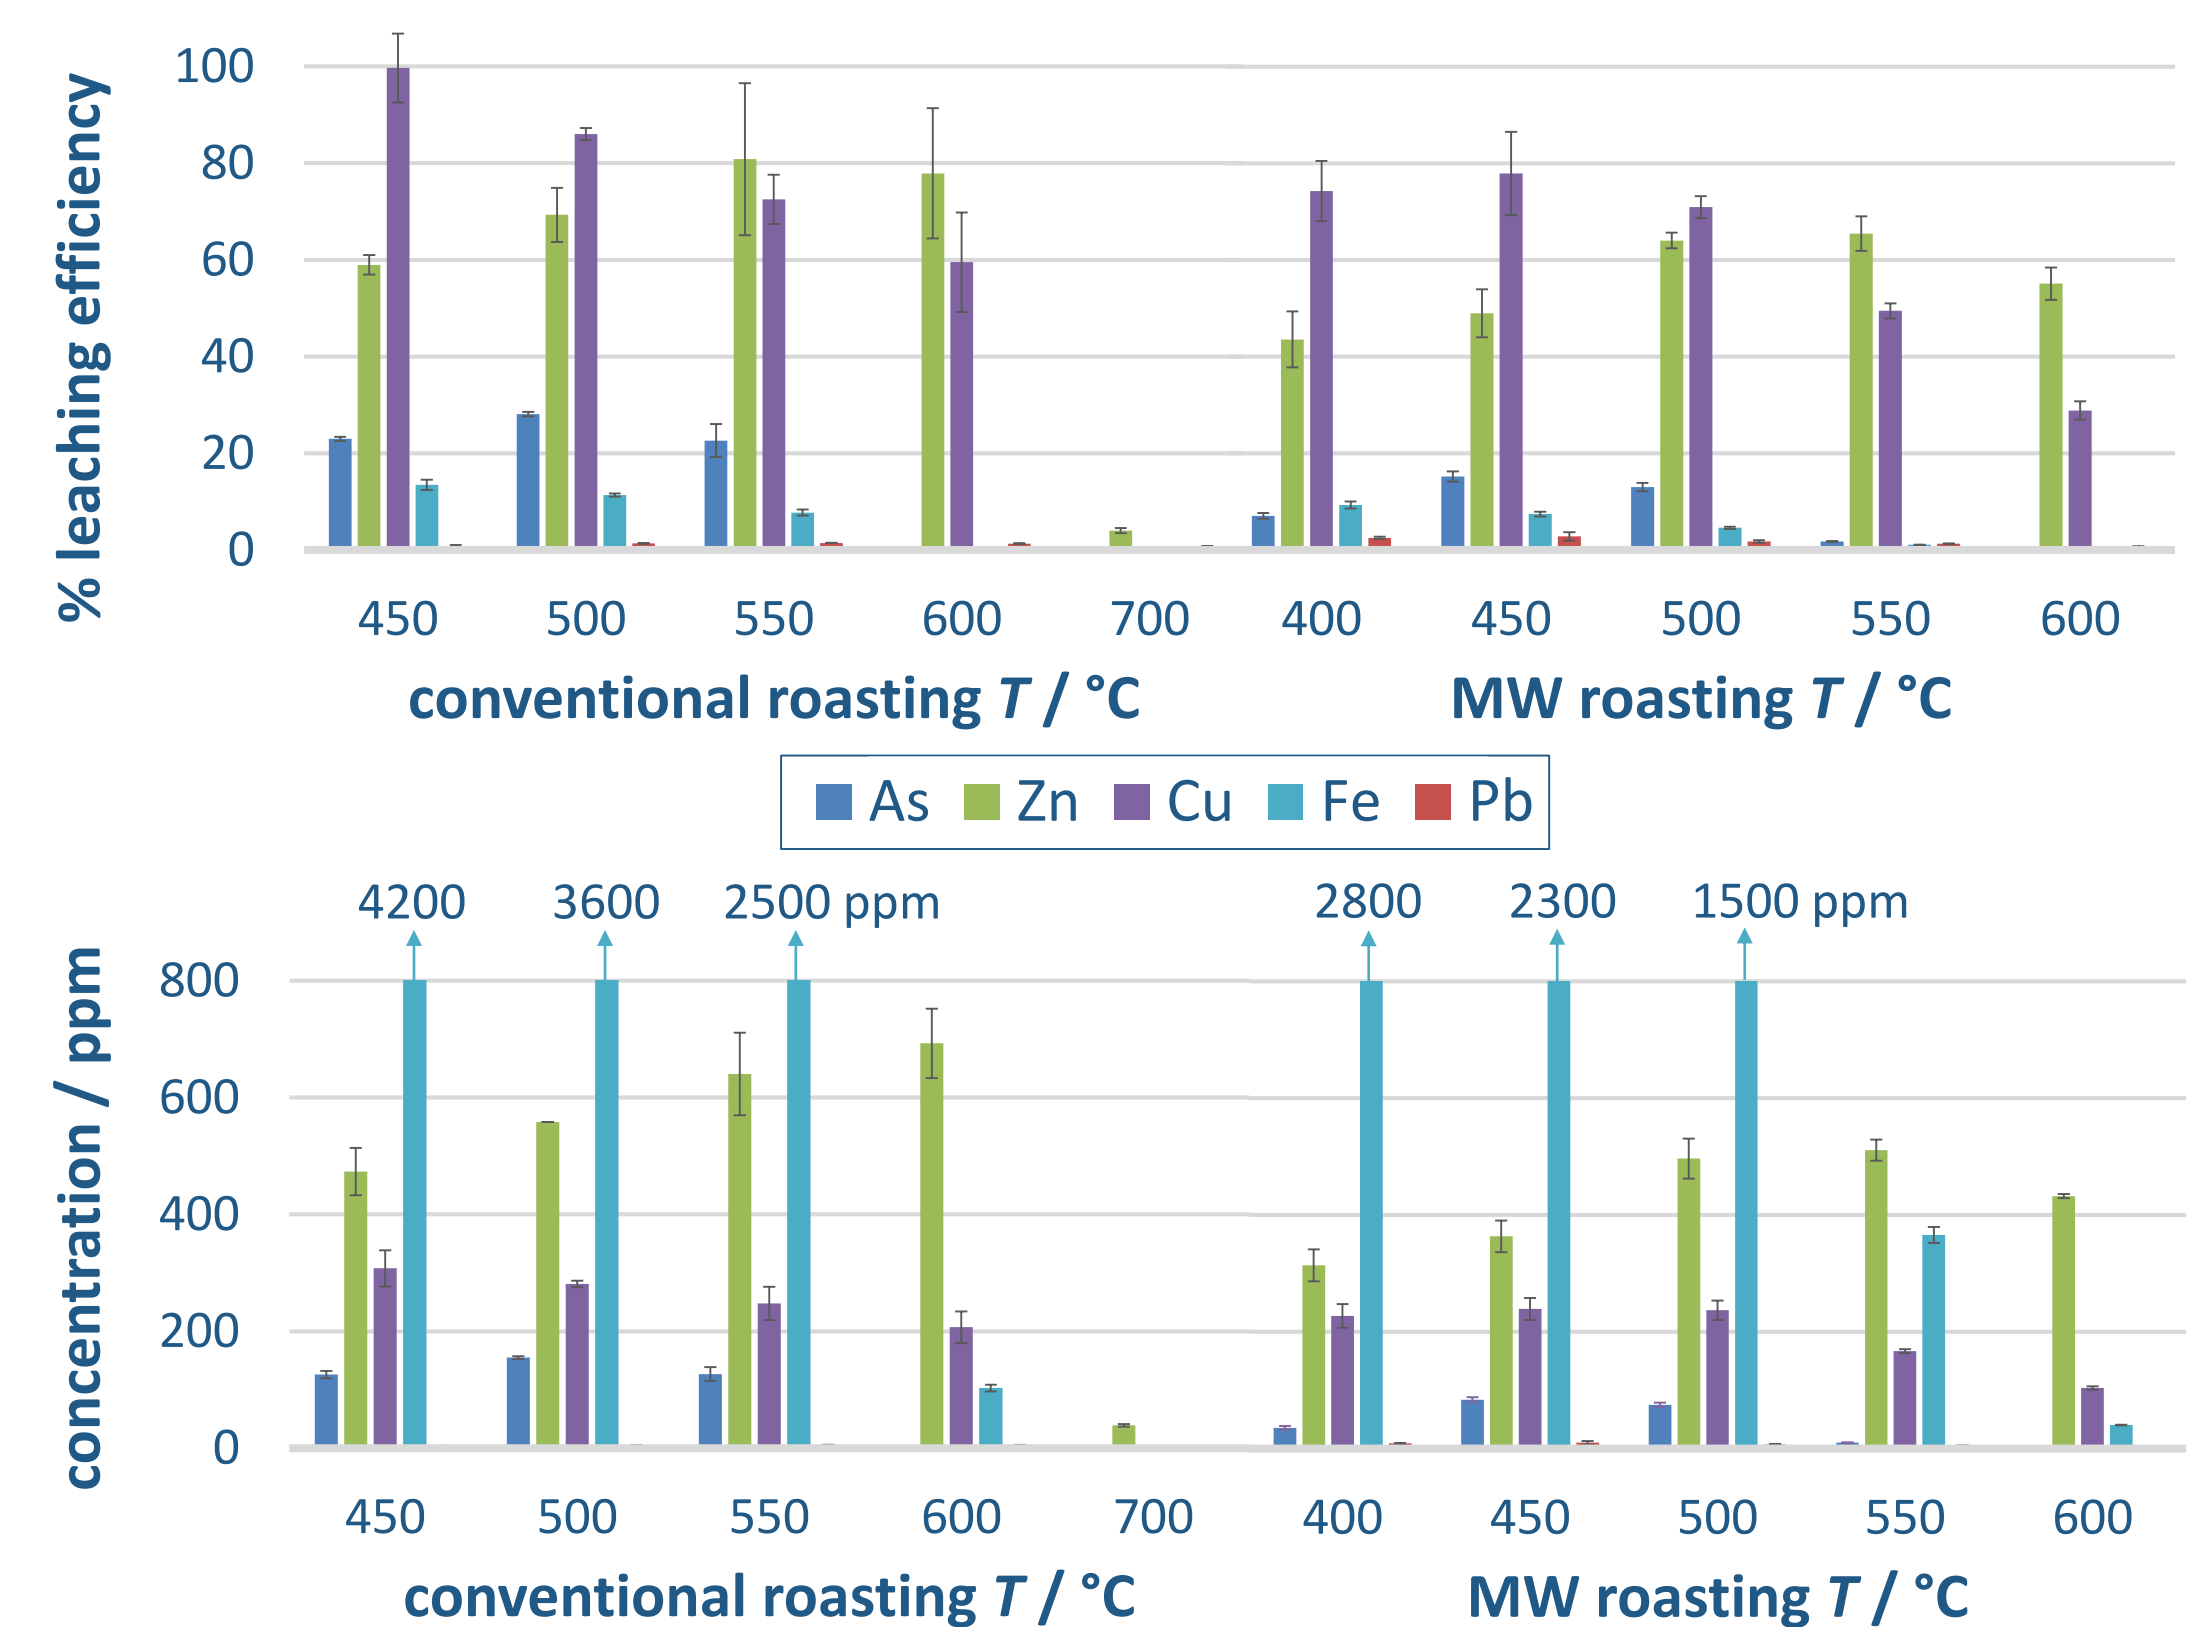 % leaching efficiency
100
80
60
40
20
0
450 500 550 600 700 400 450 500 550 600
conventional roasting T / °C MW roasting T / °C
As Zn Cu Fe Pb
4200 3600 2500 ppm 2800 2300 1500 ppm
concentration / ppm
800
600
400
200
0
450 500 550 600 700 400 450 500 550 600
conventional roasting T / °C MW roasting T / °C